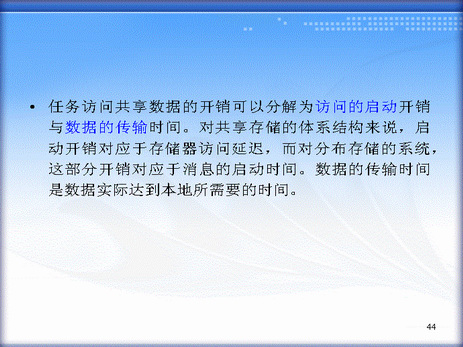 • 任务访问共享数据的开销可以分解为访问的启动开销
与数据的传输时间。对共享存储的体系结构来说，启
动开销对应于存储器访问延迟，而对分布存储的系统，
这部分开销对应于消息的启动时间。数据的传输时间
是数据实际达到本地所需要的时间。
44